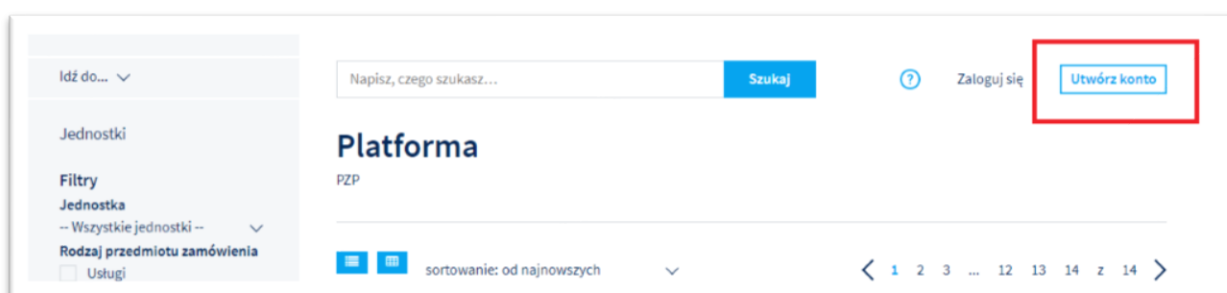 Idź do...
Jednostki
Filtry
Jednostka
-- Wszystkie jednostki --
Rodzaj przedmiotu zamówienia
Usługi
Napisz, czego szukasz...
Szukaj
?
Zaloguj się
Utwórz konto
Platforma
PZP
sortowanie: od najnowszych
1 2 3 ... 12 13 14 z 14